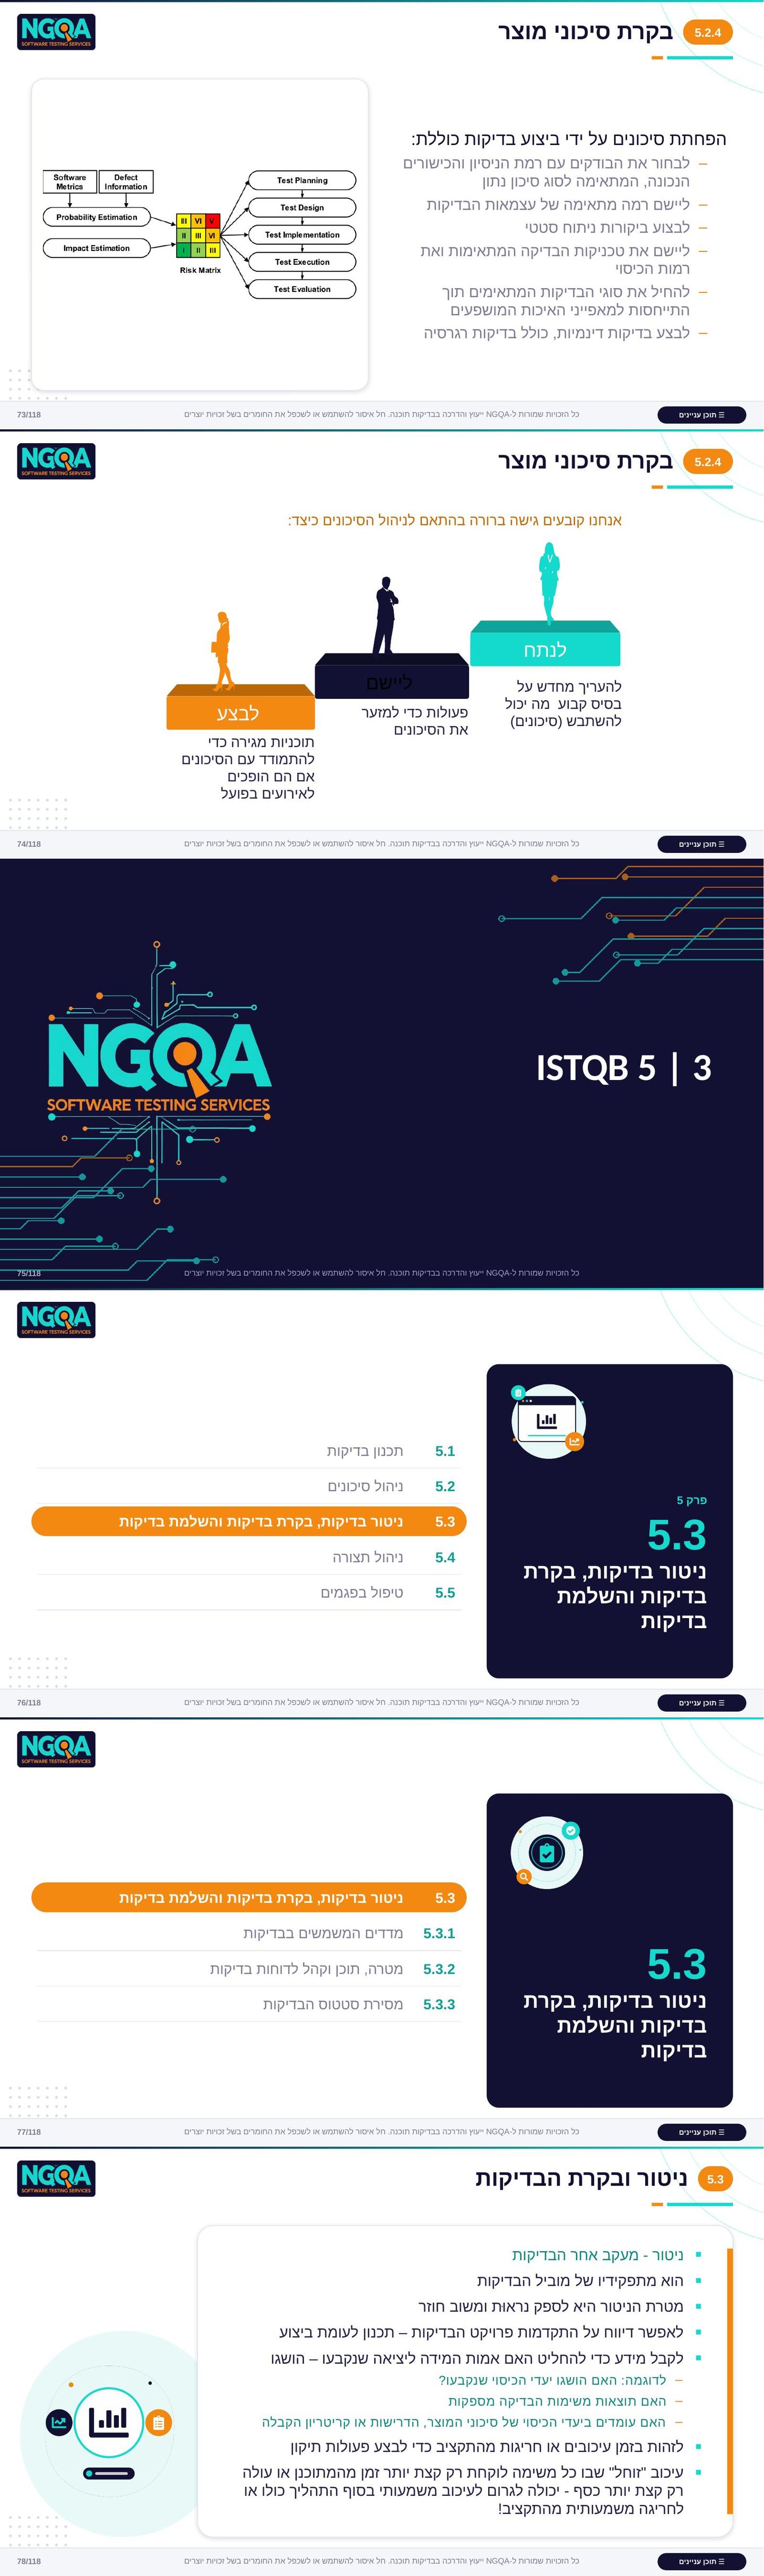 NGQA
SOFTWARE TESTING SERVICES
5.2.4 בקרת סיכוני מוצר
הפחתת סיכונים על ידי ביצוע בדיקות כוללת:
– לבחור את הבודקים עם רמת הניסיון והכישורים
הנכונה, המתאימה לסוג סיכון נתון
– ליישם רמה מתאימה של עצמאות הבדיקות
– לבצוע ביקורות ניתוח סטטי
– ליישם את טכניקות הבדיקה המתאימות ואת
רמות הכיסוי
– להחיל את סוגי הבדיקות המתאימים תוך
התייחסות למאפייני האיכות המושפעים
– לבצע בדיקות דינמיות, כולל בדיקות רגרסיה
Software Metrics
Defect Information
Probability Estimation
Impact Estimation
III VI V
II III VI
I II III
Risk Matrix
Test Planning
Test Design
Test Implementation
Test Execution
Test Evaluation
☰ תוכן עניינים
כל הזכויות שמורות ל-NGQA ייעוץ והדרכה בבדיקות תוכנה. חל איסור להשתמש או לשכפל את החומרים בשל זכויות יוצרים
73/118
NGQA
SOFTWARE TESTING SERVICES
5.2.4 בקרת סיכוני מוצר
אנחנו קובעים גישה ברורה בהתאם לניהול הסיכונים כיצד:
לנתח
להעריך מחדש על
בסיס קבוע מה יכול
להשתבש (סיכונים)
ליישם
פעולות כדי למזער
את הסיכונים
לבצע
תוכניות מגירה כדי
להתמודד עם הסיכונים
אם הם הופכים
לאירועים בפועל
☰ תוכן עניינים
כל הזכויות שמורות ל-NGQA ייעוץ והדרכה בבדיקות תוכנה. חל איסור להשתמש או לשכפל את החומרים בשל זכויות יוצרים
74/118
NGQA
SOFTWARE TESTING SERVICES
ISTQB 5 | 3
כל הזכויות שמורות ל-NGQA ייעוץ והדרכה בבדיקות תוכנה. חל איסור להשתמש או לשכפל את החומרים בשל זכויות יוצרים
75/118
NGQA
SOFTWARE TESTING SERVICES
פרק 5
5.3
ניטור בדיקות, בקרת
בדיקות והשלמת
בדיקות
5.1 תכנון בדיקות
5.2 ניהול סיכונים
5.3 ניטור בדיקות, בקרת בדיקות והשלמת בדיקות
5.4 ניהול תצורה
5.5 טיפול בפגמים
☰ תוכן עניינים
כל הזכויות שמורות ל-NGQA ייעוץ והדרכה בבדיקות תוכנה. חל איסור להשתמש או לשכפל את החומרים בשל זכויות יוצרים
76/118
NGQA
SOFTWARE TESTING SERVICES
5.3
ניטור בדיקות, בקרת
בדיקות והשלמת
בדיקות
5.3 ניטור בדיקות, בקרת בדיקות והשלמת בדיקות
5.3.1 מדדים המשמשים בבדיקות
5.3.2 מטרה, תוכן וקהל לדוחות בדיקות
5.3.3 מסירת סטטוס הבדיקות
☰ תוכן עניינים
כל הזכויות שמורות ל-NGQA ייעוץ והדרכה בבדיקות תוכנה. חל איסור להשתמש או לשכפל את החומרים בשל זכויות יוצרים
77/118
NGQA
SOFTWARE TESTING SERVICES
5.3 ניטור ובקרת הבדיקות
ניטור - מעקב אחר הבדיקות
הוא מתפקידיו של מוביל הבדיקות
מטרת הניטור היא לספק נראות ומשוב חוזר
לאפשר דיווח על התקדמות פרויקט הבדיקות – תכנון לעומת ביצוע
לקבל מידע כדי להחליט האם אמות המידה ליציאה שנקבעו – הושגו
– לדוגמה: האם הושגו יעדי הכיסוי שנקבעו?
– האם תוצאות משימות הבדיקה מספקות
– האם עומדים ביעדי הכיסוי של סיכוני המוצר, הדרישות או קריטריון הקבלה
לזהות בזמן עיכובים או חריגות מהתקציב כדי לבצע פעולות תיקון
עיכוב "זוחל" שבו כל משימה לוקחת רק קצת יותר זמן מהמתוכנן או עולה
רק קצת יותר כסף - יכולה לגרום לעיכוב משמעותי בסוף התהליך כולו או
לחריגה משמעותית מהתקציב!
☰ תוכן עניינים
כל הזכויות שמורות ל-NGQA ייעוץ והדרכה בבדיקות תוכנה. חל איסור להשתמש או לשכפל את החומרים בשל זכויות יוצרים
78/118